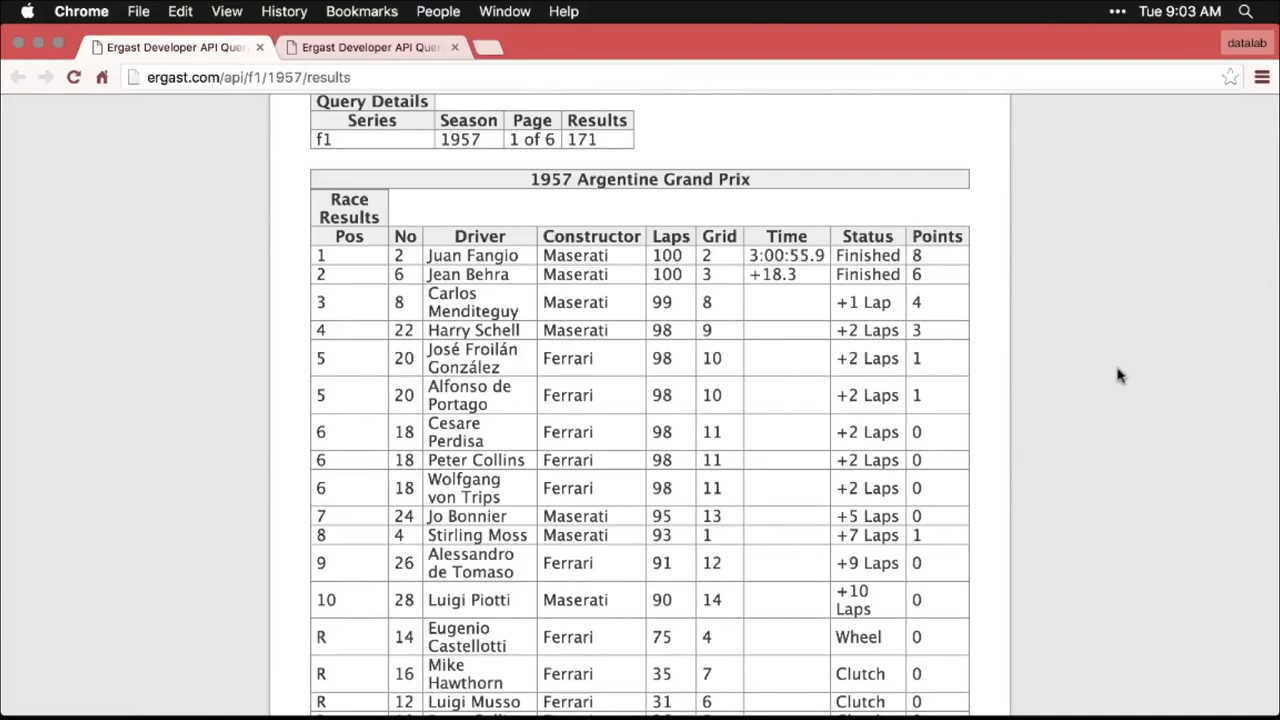 Chrome File Edit View History Bookmarks People Window Help ••• Tue 9:03 AM
Ergast Developer API Quer × Ergast Developer API Quer × datalab
ergast.com/api/f1/1957/results
Query Details
Series Season Page Results
f1 1957 1 of 6 171
1957 Argentine Grand Prix
Race
Results
Pos No Driver Constructor Laps Grid Time Status Points
1 2 Juan Fangio Maserati 100 2 3:00:55.9 Finished 8
2 6 Jean Behra Maserati 100 3 +18.3 Finished 6
3 8 Carlos Menditeguy Maserati 99 8 +1 Lap 4
4 22 Harry Schell Maserati 98 9 +2 Laps 3
5 20 José Froilán González Ferrari 98 10 +2 Laps 1
5 20 Alfonso de Portago Ferrari 98 10 +2 Laps 1
6 18 Cesare Perdisa Ferrari 98 11 +2 Laps 0
6 18 Peter Collins Ferrari 98 11 +2 Laps 0
6 18 Wolfgang von Trips Ferrari 98 11 +2 Laps 0
7 24 Jo Bonnier Maserati 95 13 +5 Laps 0
8 4 Stirling Moss Maserati 93 1 +7 Laps 1
9 26 Alessandro de Tomaso Ferrari 91 12 +9 Laps 0
10 28 Luigi Piotti Maserati 90 14 +10 Laps 0
R 14 Eugenio Castellotti Ferrari 75 4 Wheel 0
R 16 Mike Hawthorn Ferrari 35 7 Clutch 0
R 12 Luigi Musso Ferrari 31 6 Clutch 0